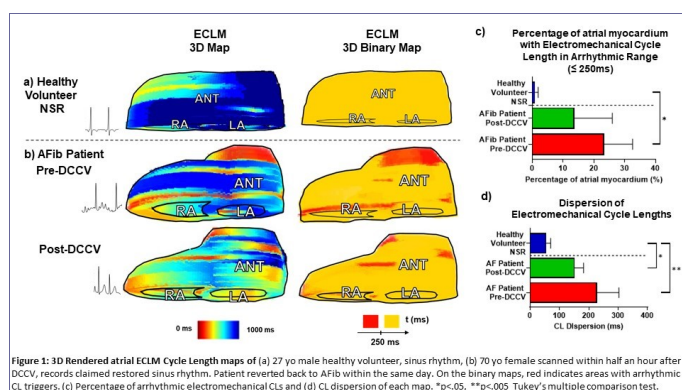 ECLM
3D Map
ECLM
3D Binary Map
a) Healthy
Volunteer
NSR
ANT
RA
LA
ANT
RA
LA
b) AFib Patient
Pre-DCCV
ANT
RA
LA
ANT
RA
LA
Post-DCCV
ANT
RA
LA
ANT
RA
LA
0 ms
1000 ms
t (ms)
250 ms
c)
Percentage of atrial myocardium
with Electromechanical Cycle
Length in Arrhythmic Range
(≤ 250ms)
Healthy
Volunteer
NSR
AFib Patient
Post-DCCV
AFib Patient
Pre-DCCV
*
0 10 20 30 40
Percentage of atrial myocardium (%)
d)
Dispersion of
Electromechanical Cycle Lengths
Healthy
Volunteer
NSR
AF Patient
Post-DCCV
AF Patient
Pre-DCCV
*
**
0 100 200 300 400
CL Dispersion (ms)
Figure 1: 3D Rendered atrial ECLM Cycle Length maps of (a) 27 yo male healthy volunteer, sinus rhythm, (b) 70 yo female scanned within half an hour after
DCCV, records claimed restored sinus rhythm. Patient reverted back to AFib within the same day. On the binary maps, red indicates areas with arrhythmic
CL triggers. (c) Percentage of arrhythmic electromechanical CLs and (d) CL dispersion of each map. *p<.05, **p<.005 Tukey's multiple comparison test.